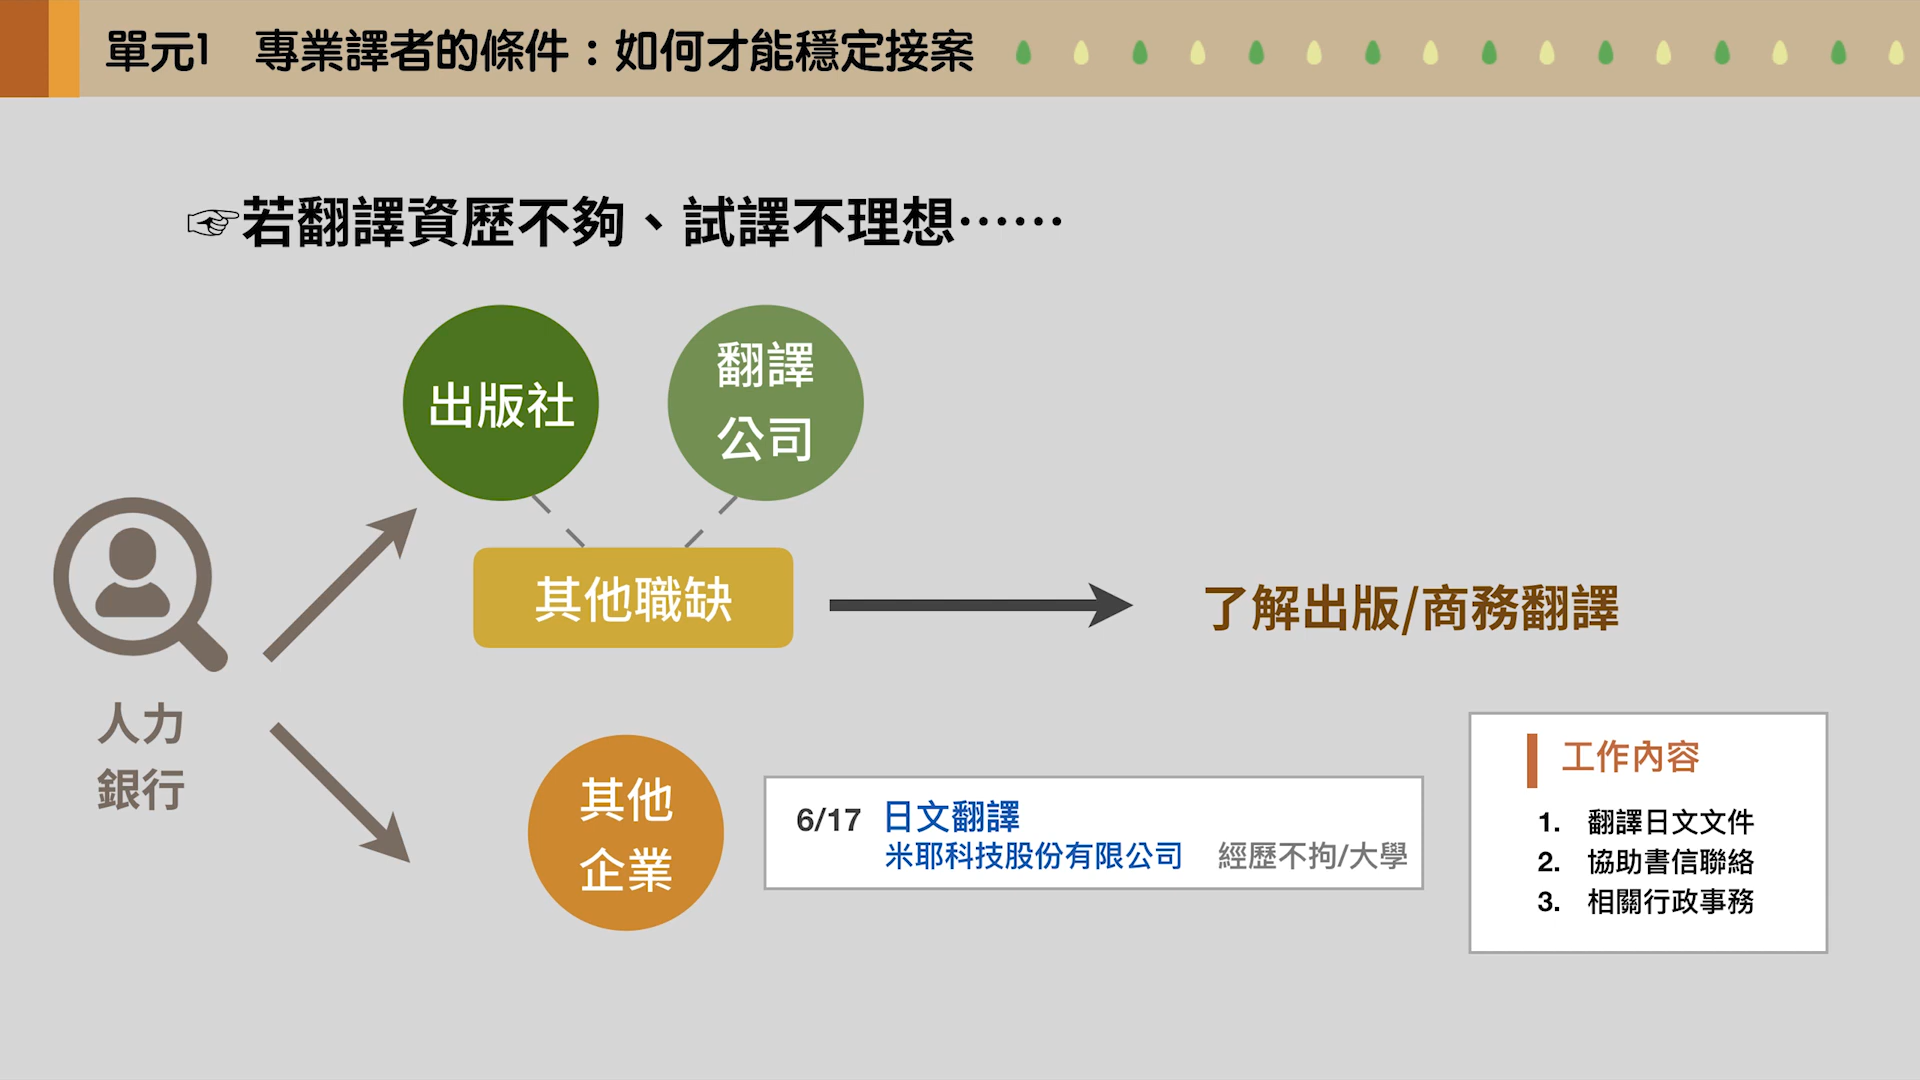 單元1　專業譯者的條件：如何才能穩定接案
☞若翻譯資歷不夠、試譯不理想⋯⋯
出版社
翻譯
公司
其他職缺
了解出版/商務翻譯
人力
銀行
其他
企業
6/17 日文翻譯
米耶科技股份有限公司 經歷不拘/大學
工作內容
1. 翻譯日文文件
2. 協助書信聯絡
3. 相關行政事務